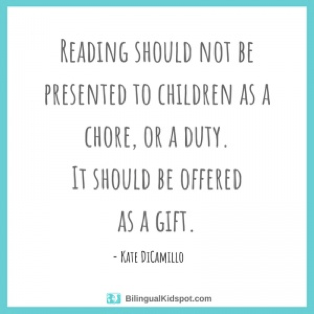 Reading should not be
presented to children as a
chore, or a duty.
It should be offered
as a gift.
- Kate DiCamillo
BilingualKidspot.com